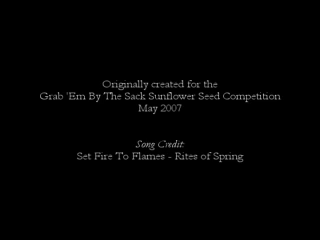 Originally created for the
Grab 'Em By The Sack Sunflower Seed Competition
May 2007
Song Credit:
Set Fire To Flames - Rites of Spring